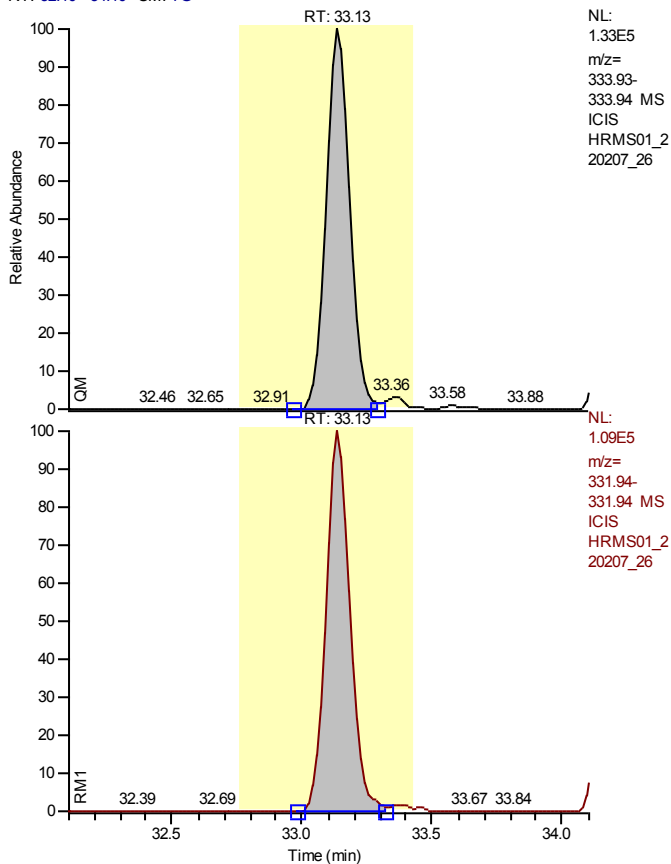 RT: 33.13
NL:
1.33E5
m/z=
333.93-
333.94 MS
ICIS
HRMS01_2
20207_26
100
90
80
70
60
50
40
30
20
10
0
Relative Abundance
QM
32.46 32.65 32.91 33.36 33.58 33.88
RT: 33.13
NL:
1.09E5
m/z=
331.94-
331.94 MS
ICIS
HRMS01_2
20207_26
100
90
80
70
60
50
40
30
20
10
0
RM1
32.39 32.69 33.67 33.84
32.5 33.0 33.5 34.0
Time (min)